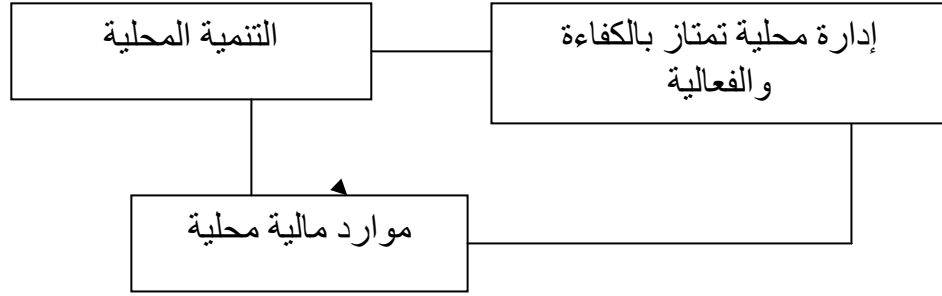 إدارة محلية تمتاز بالكفاءة
والفعالية
التنمية المحلية
موارد مالية محلية